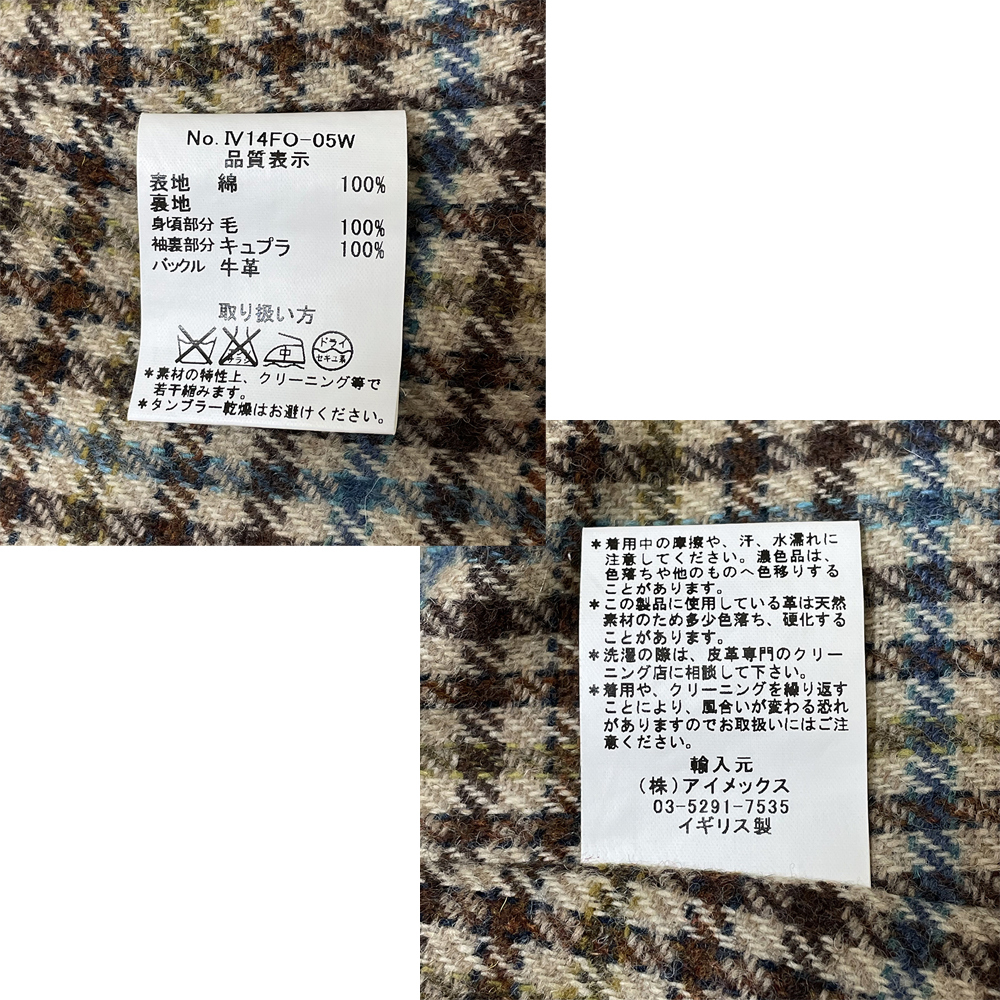 No. Ⅳ14FO-05W
品質表示
表地 綿 100%
裏地
身頃部分 毛 100%
袖裏部分 キュプラ 100%
バックル 牛革
取り扱い方
中 ドライ
セキユ系
*素材の特性上、クリーニング等で
若干縮みます。
*タンブラー乾燥はお避けください。
*着用中の摩擦や、汗、水濡れに
注意してください。濃色品は、
色落ちや他のものへ色移りする
ことがあります。
*この製品に使用している革は天然
素材のため多少色落ち、硬化する
ことがあります。
*洗濯の際は、皮革専門のクリー
ニング店に相談して下さい。
*着用や、クリーニングを繰り返す
ことにより、風合いが変わる恐れ
がありますのでお取扱いにはご注
意ください。
輸入元
(株)アイメックス
03-5291-7535
イギリス製